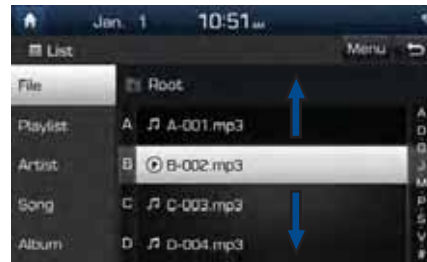 Jan. 1 10:51 AM
List Menu
File Root
Playlist A A-001.mp3
Artist B B-002.mp3
Song C C-003.mp3
Album D D-004.mp3
A
D
G
J
M
P
S
V
#